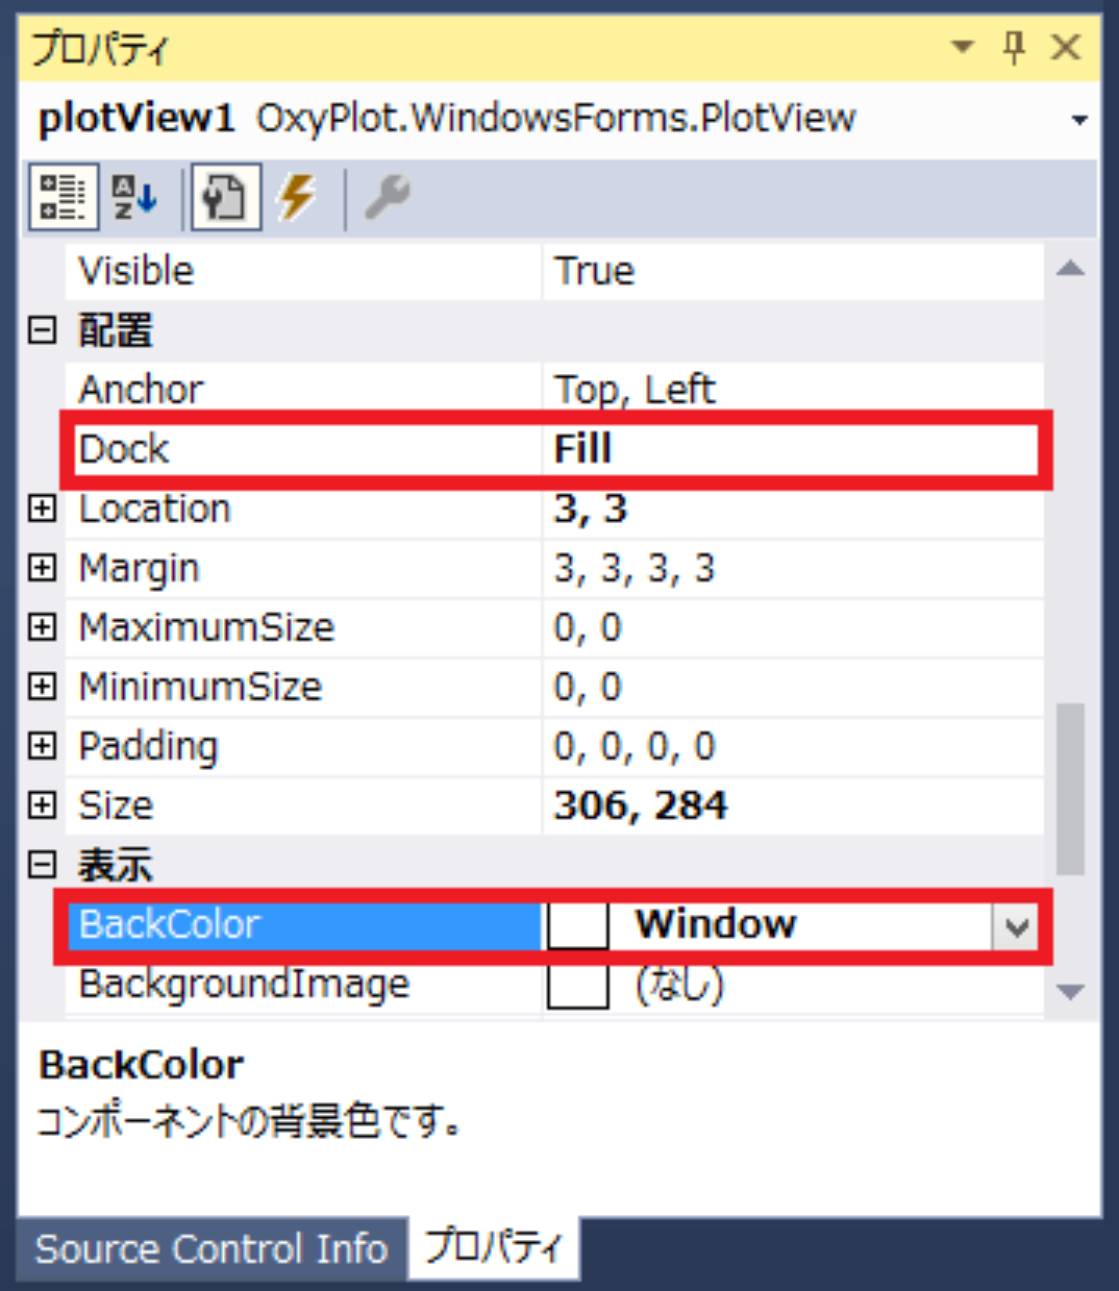 プロパティ
plotView1 OxyPlot.WindowsForms.PlotView
Visible True
配置
Anchor Top, Left
Dock Fill
Location 3, 3
Margin 3, 3, 3, 3
MaximumSize 0, 0
MinimumSize 0, 0
Padding 0, 0, 0, 0
Size 306, 284
表示
BackColor Window
BackgroundImage (なし)
BackColor
コンポーネントの背景色です。
Source Control Info プロパティ